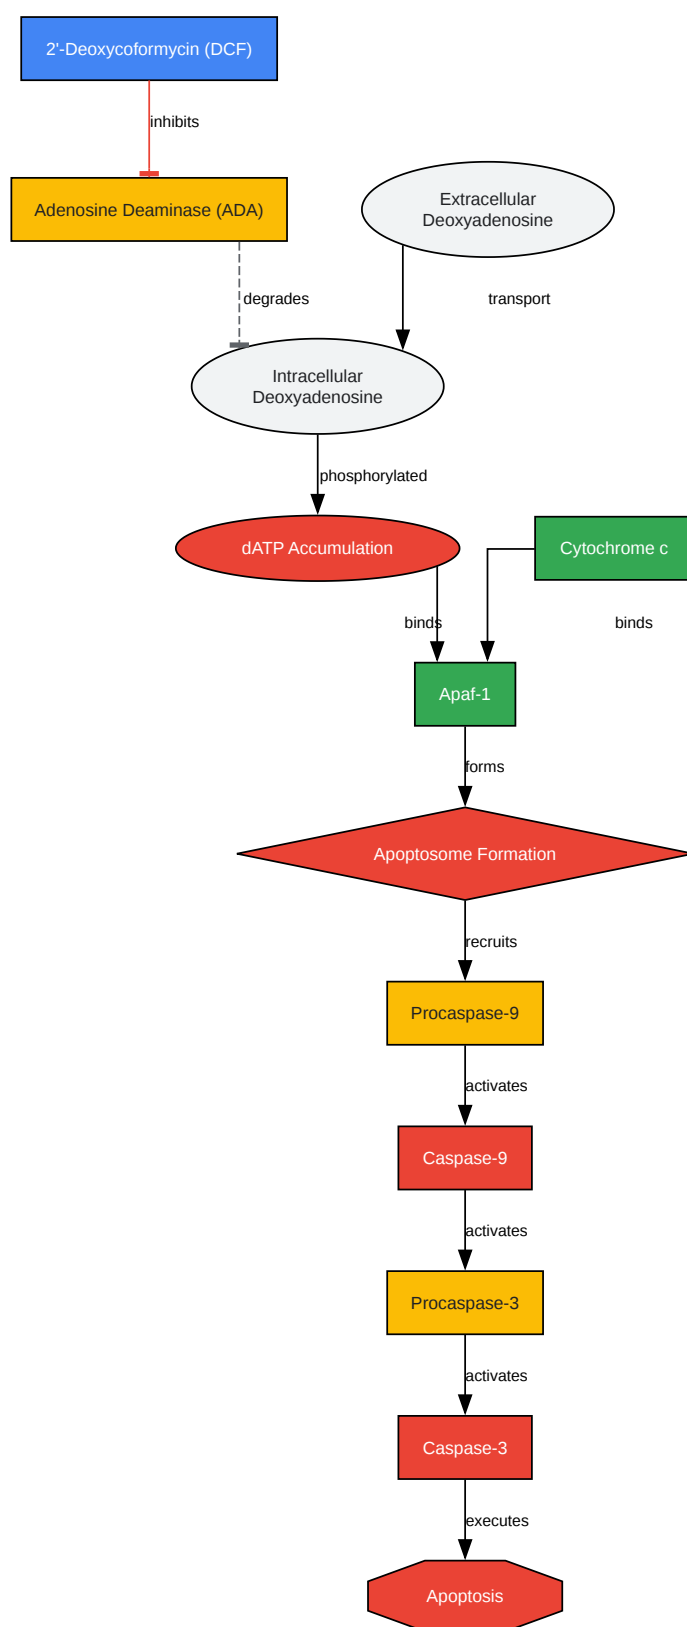 2'-Deoxycoformycin (DCF)
inhibits
Adenosine Deaminase (ADA)
Extracellular
Deoxyadenosine
degrades
transport
Intracellular
Deoxyadenosine
phosphorylated
dATP Accumulation
Cytochrome c
binds
binds
Apaf-1
forms
Apoptosome Formation
recruits
Procaspase-9
activates
Caspase-9
activates
Procaspase-3
activates
Caspase-3
executes
Apoptosis